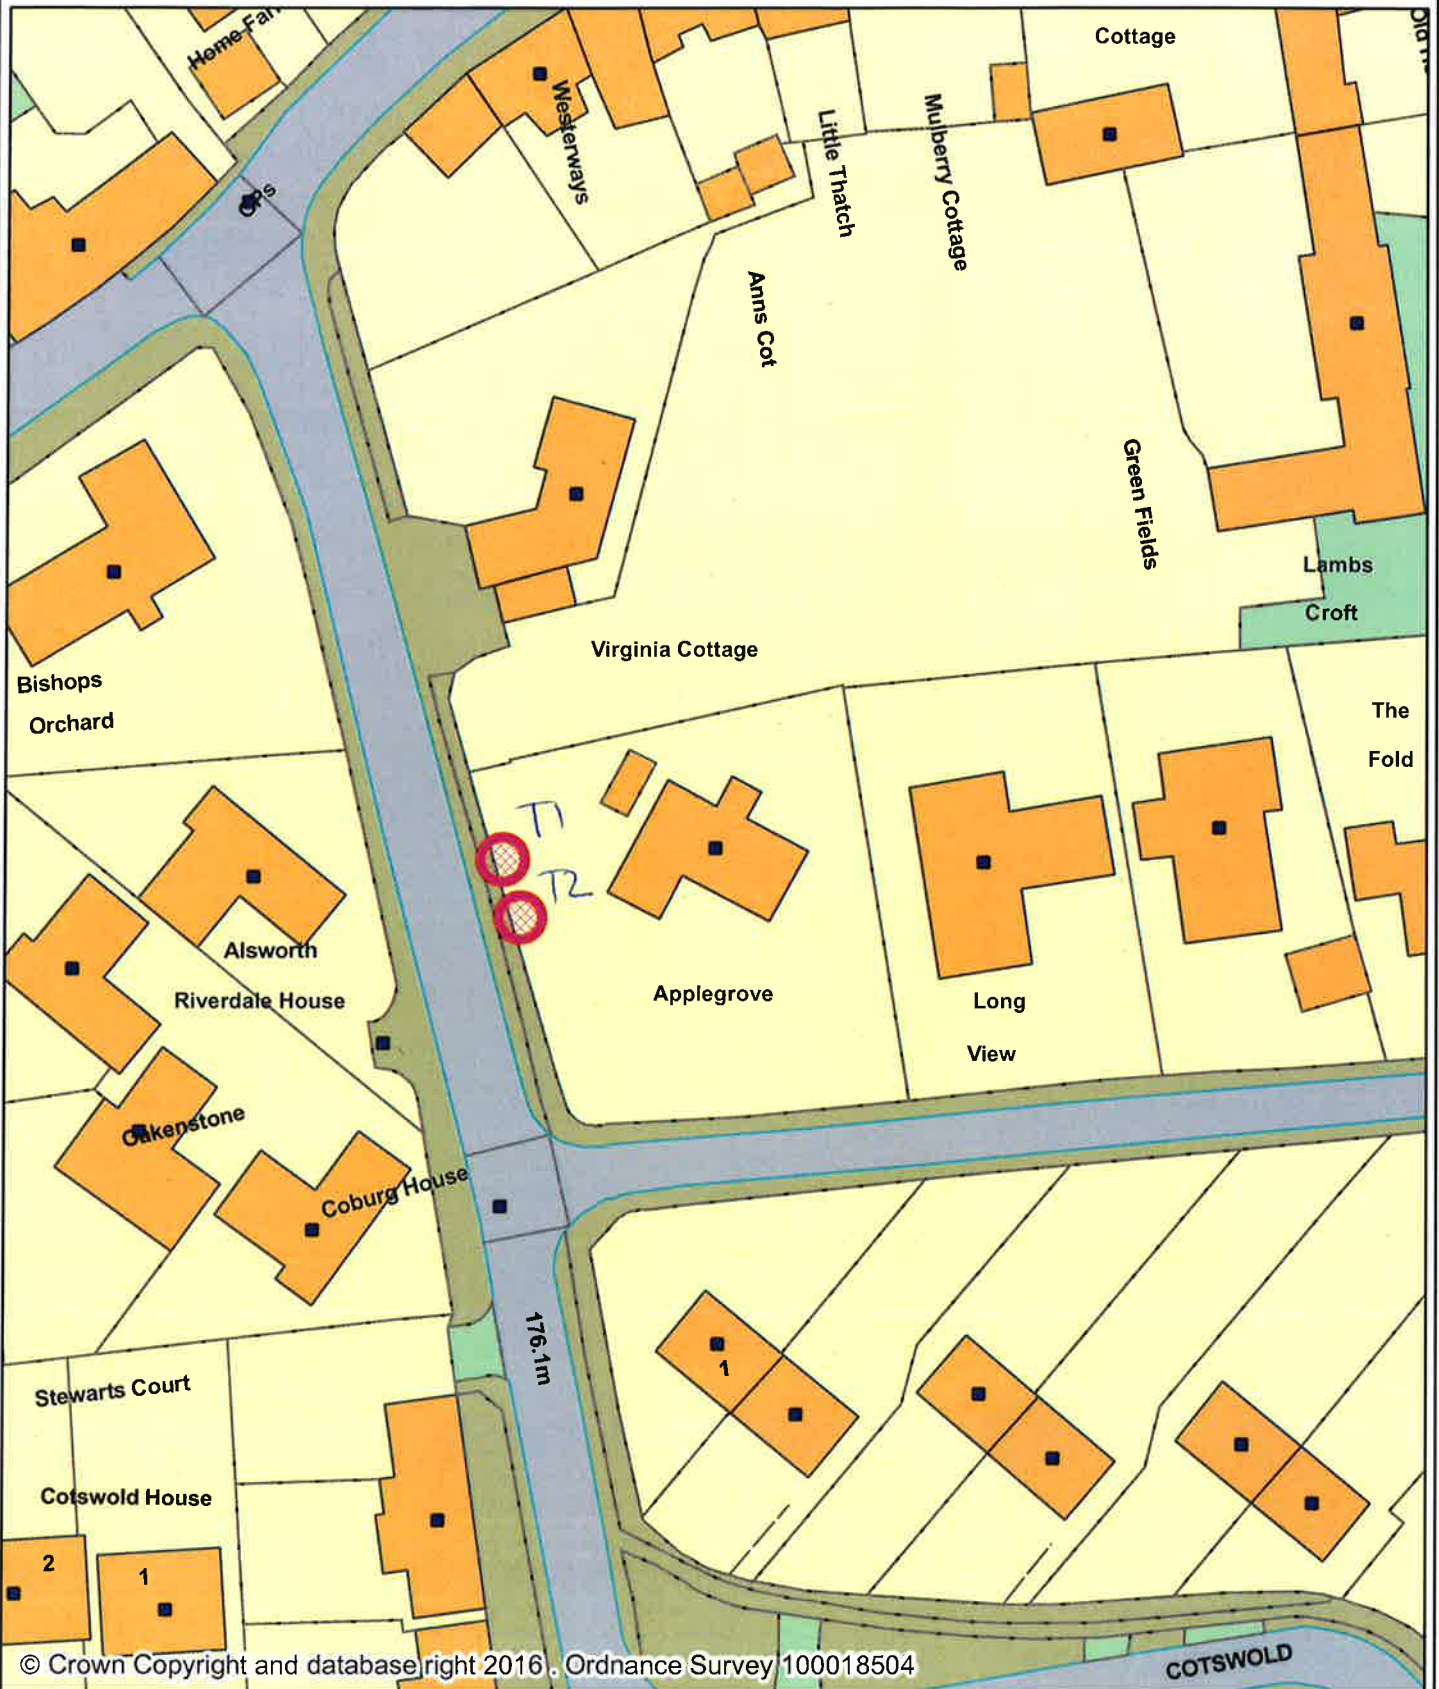 Home Farm
Cottage
Westerways
Little Thatch
Mulberry Cottage
GPs
Anns Cot
Green Fields
Lambs
Croft
Virginia Cottage
Bishops
Orchard
The
Fold
T1
T2
Alsworth
Riverdale House
Applegrove
Long
View
Oakenstone
Coburg House
176.1m
1
Stewarts Court
Cotswold House
2
1
© Crown Copyright and database right 2016. Ordnance Survey 100018504
COTSWOLD